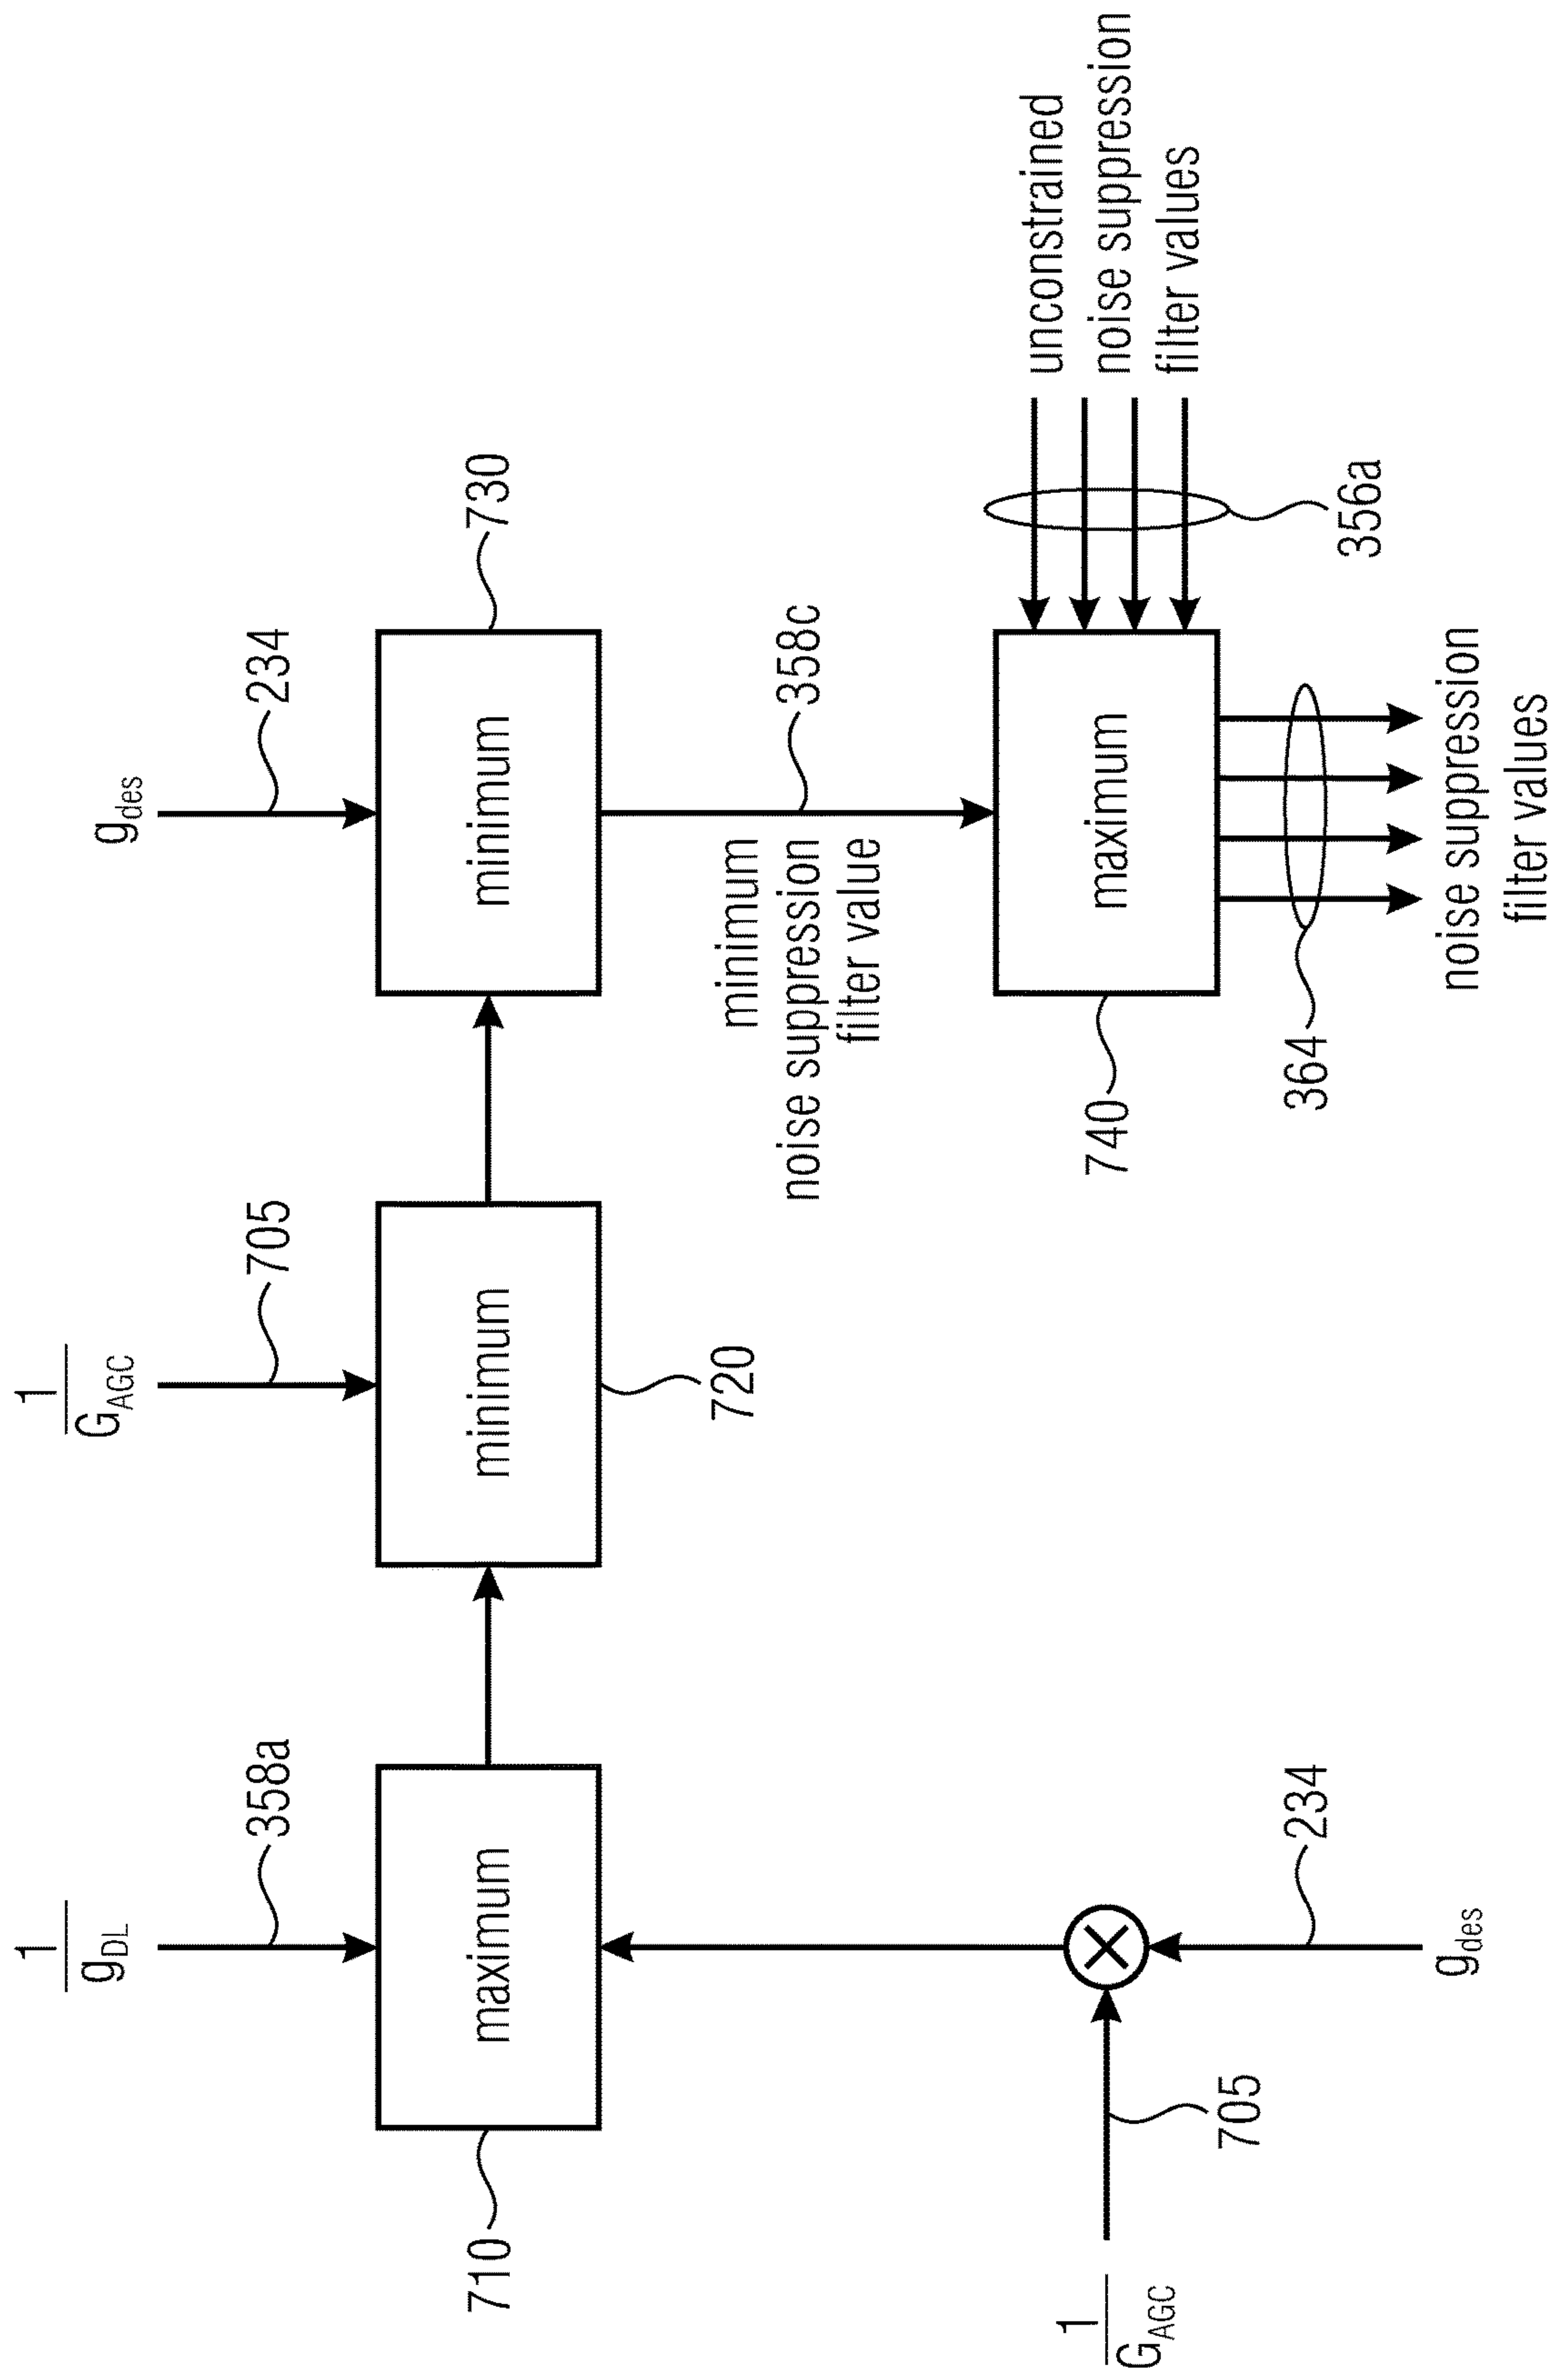 1
g_DL
358a
maximum
710
1
G_AGC
705
234
g_des
1
G_AGC
705
minimum
720
g_des
234
minimum
730
minimum
noise suppression
filter value
358c
maximum
740
unconstrained
noise suppression
filter values
356a
364
noise suppression
filter values